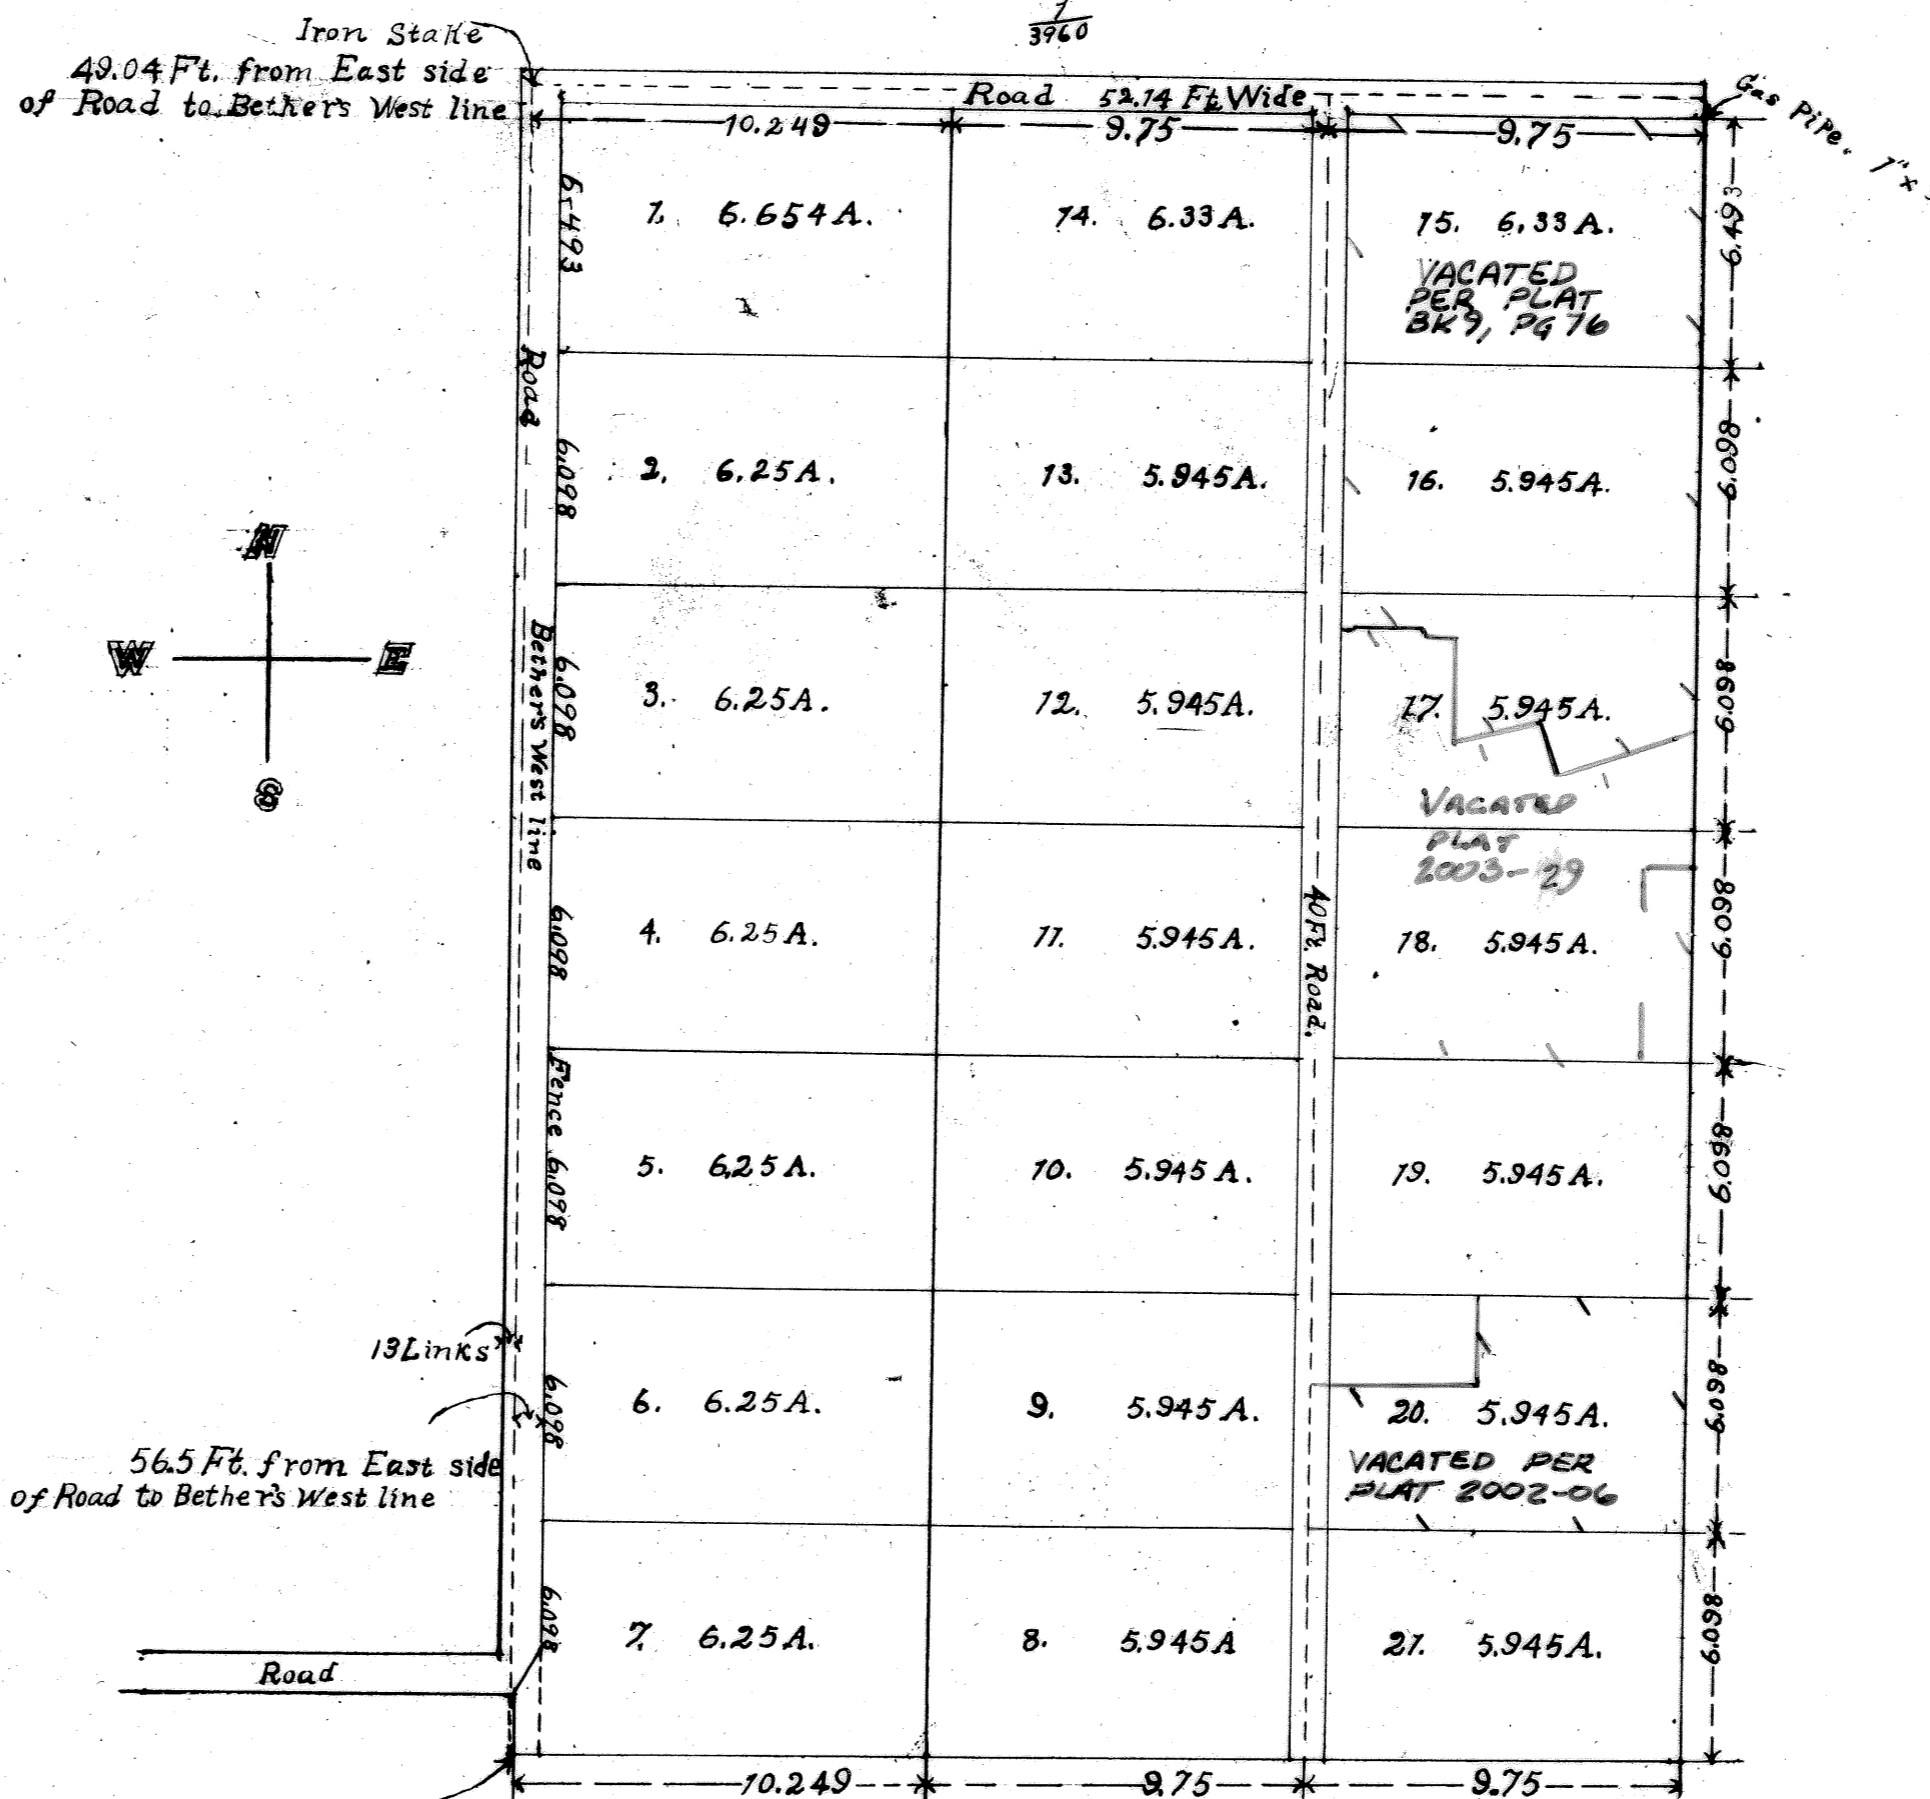 1
3960
Iron Stake
49.04 Ft. from East side
of Road to Bether's West line
Road 52.14 Ft. Wide
Gas Pipe. 1" x
10.249
9.75
9.75
6.493
1. 6.654 A.
14. 6.33 A.
15. 6.33 A.
VACATED
PER PLAT
BK 9, PG 76
6.493
Road
6.098
2. 6.25 A.
13. 5.945 A.
16. 5.945 A.
6.098
N
W
E
S
Bether's West line
6.098
3. 6.25 A.
12. 5.945 A.
17. 5.945 A.
6.098
VACATED
PLAT
2003-29
6.098
4. 6.25 A.
11. 5.945 A.
40 Ft. Road.
18. 5.945 A.
6.098
Fence 6.098
5. 6.25 A.
10. 5.945 A.
19. 5.945 A.
6.098
13 Links
6.098
6. 6.25 A.
9. 5.945 A.
20. 5.945 A.
VACATED PER
PLAT 2002-06
6.098
56.5 Ft. from East side
of Road to Bether's West line
6.098
7. 6.25 A.
8. 5.945 A
21. 5.945 A.
6.098
Road
10.249
9.75
9.75